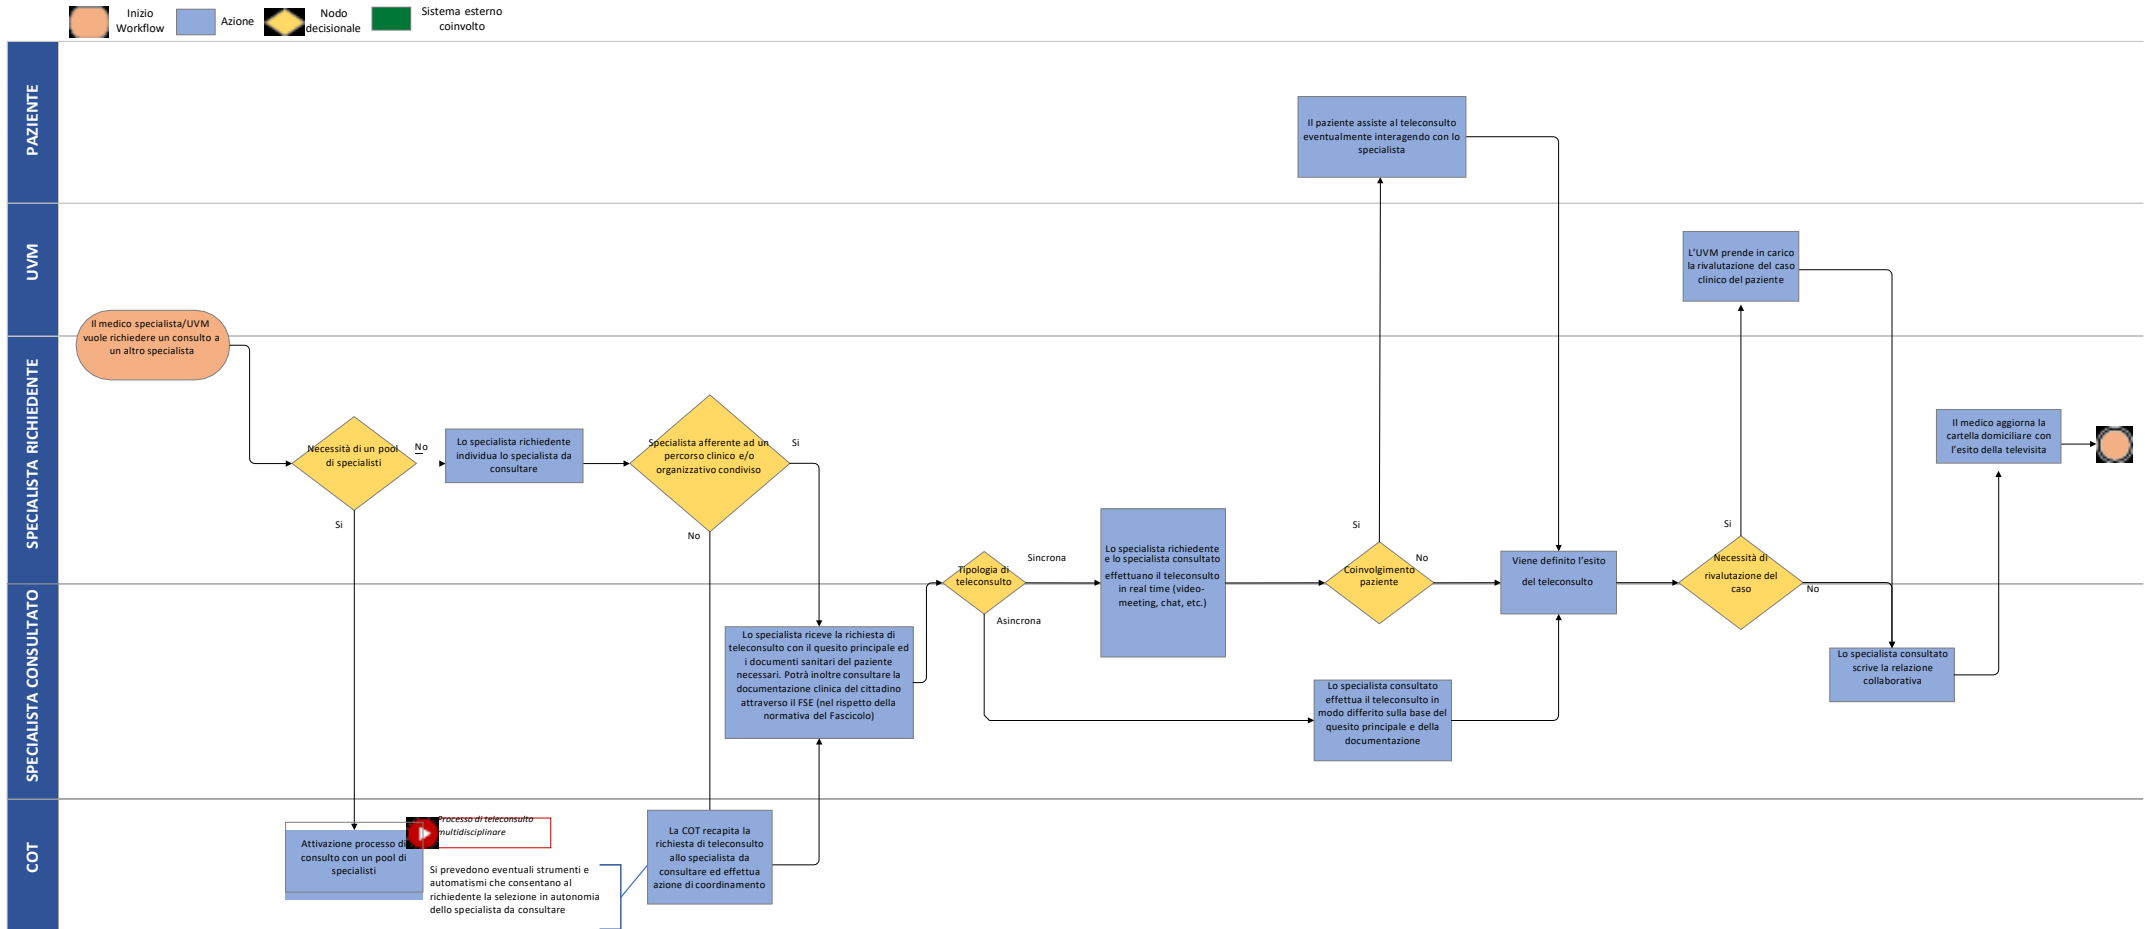 Inizio
Workflow
Azione
Nodo
decisionale
Sistema esterno
coinvolto
PAZIENTE
Il paziente assiste al teleconsulto
eventualmente interagendo con lo
specialista
UVM
L'UVM prende in carico
la rivalutazione del caso
clinico del paziente
SPECIALISTA RICHIEDENTE
Il medico specialista/UVM
vuole richiedere un consulto a
un altro specialista
Necessità di un pool
di specialisti
No
Si
Lo specialista richiedente
individua lo specialista da
consultare
Specialista afferente ad un
percorso clinico e/o
organizzativo condiviso
Si
No
Tipologia di
teleconsulto
Sincrona
Asincrona
Lo specialista richiedente
e lo specialista consultato
effettuano il teleconsulto
in real time (video-
meeting, chat, etc.)
Si
No
Coinvolgimento
paziente
Viene definito l'esito
del teleconsulto
Si
Necessità di
rivalutazione del
caso
No
Il medico aggiorna la
cartella domiciliare con
l'esito della televisita
SPECIALISTA CONSULTATO
Lo specialista riceve la richiesta di
teleconsulto con il quesito principale ed
i documenti sanitari del paziente
necessari. Potrà inoltre consultare la
documentazione clinica del cittadino
attraverso il FSE (nel rispetto della
normativa del Fascicolo)
Lo specialista consultato
effettua il teleconsulto in
modo differito sulla base del
quesito principale e della
documentazione
Lo specialista consultato
scrive la relazione
collaborativa
COT
Attivazione processo di
consulto con un pool di
specialisti
Processo di teleconsulto
multidisciplinare
Si prevedono eventuali strumenti e
automatismi che consentano al
richiedente la selezione in autonomia
dello specialista da consultare
La COT recapita la
richiesta di teleconsulto
allo specialista da
consultare ed effettua
azione di coordinamento